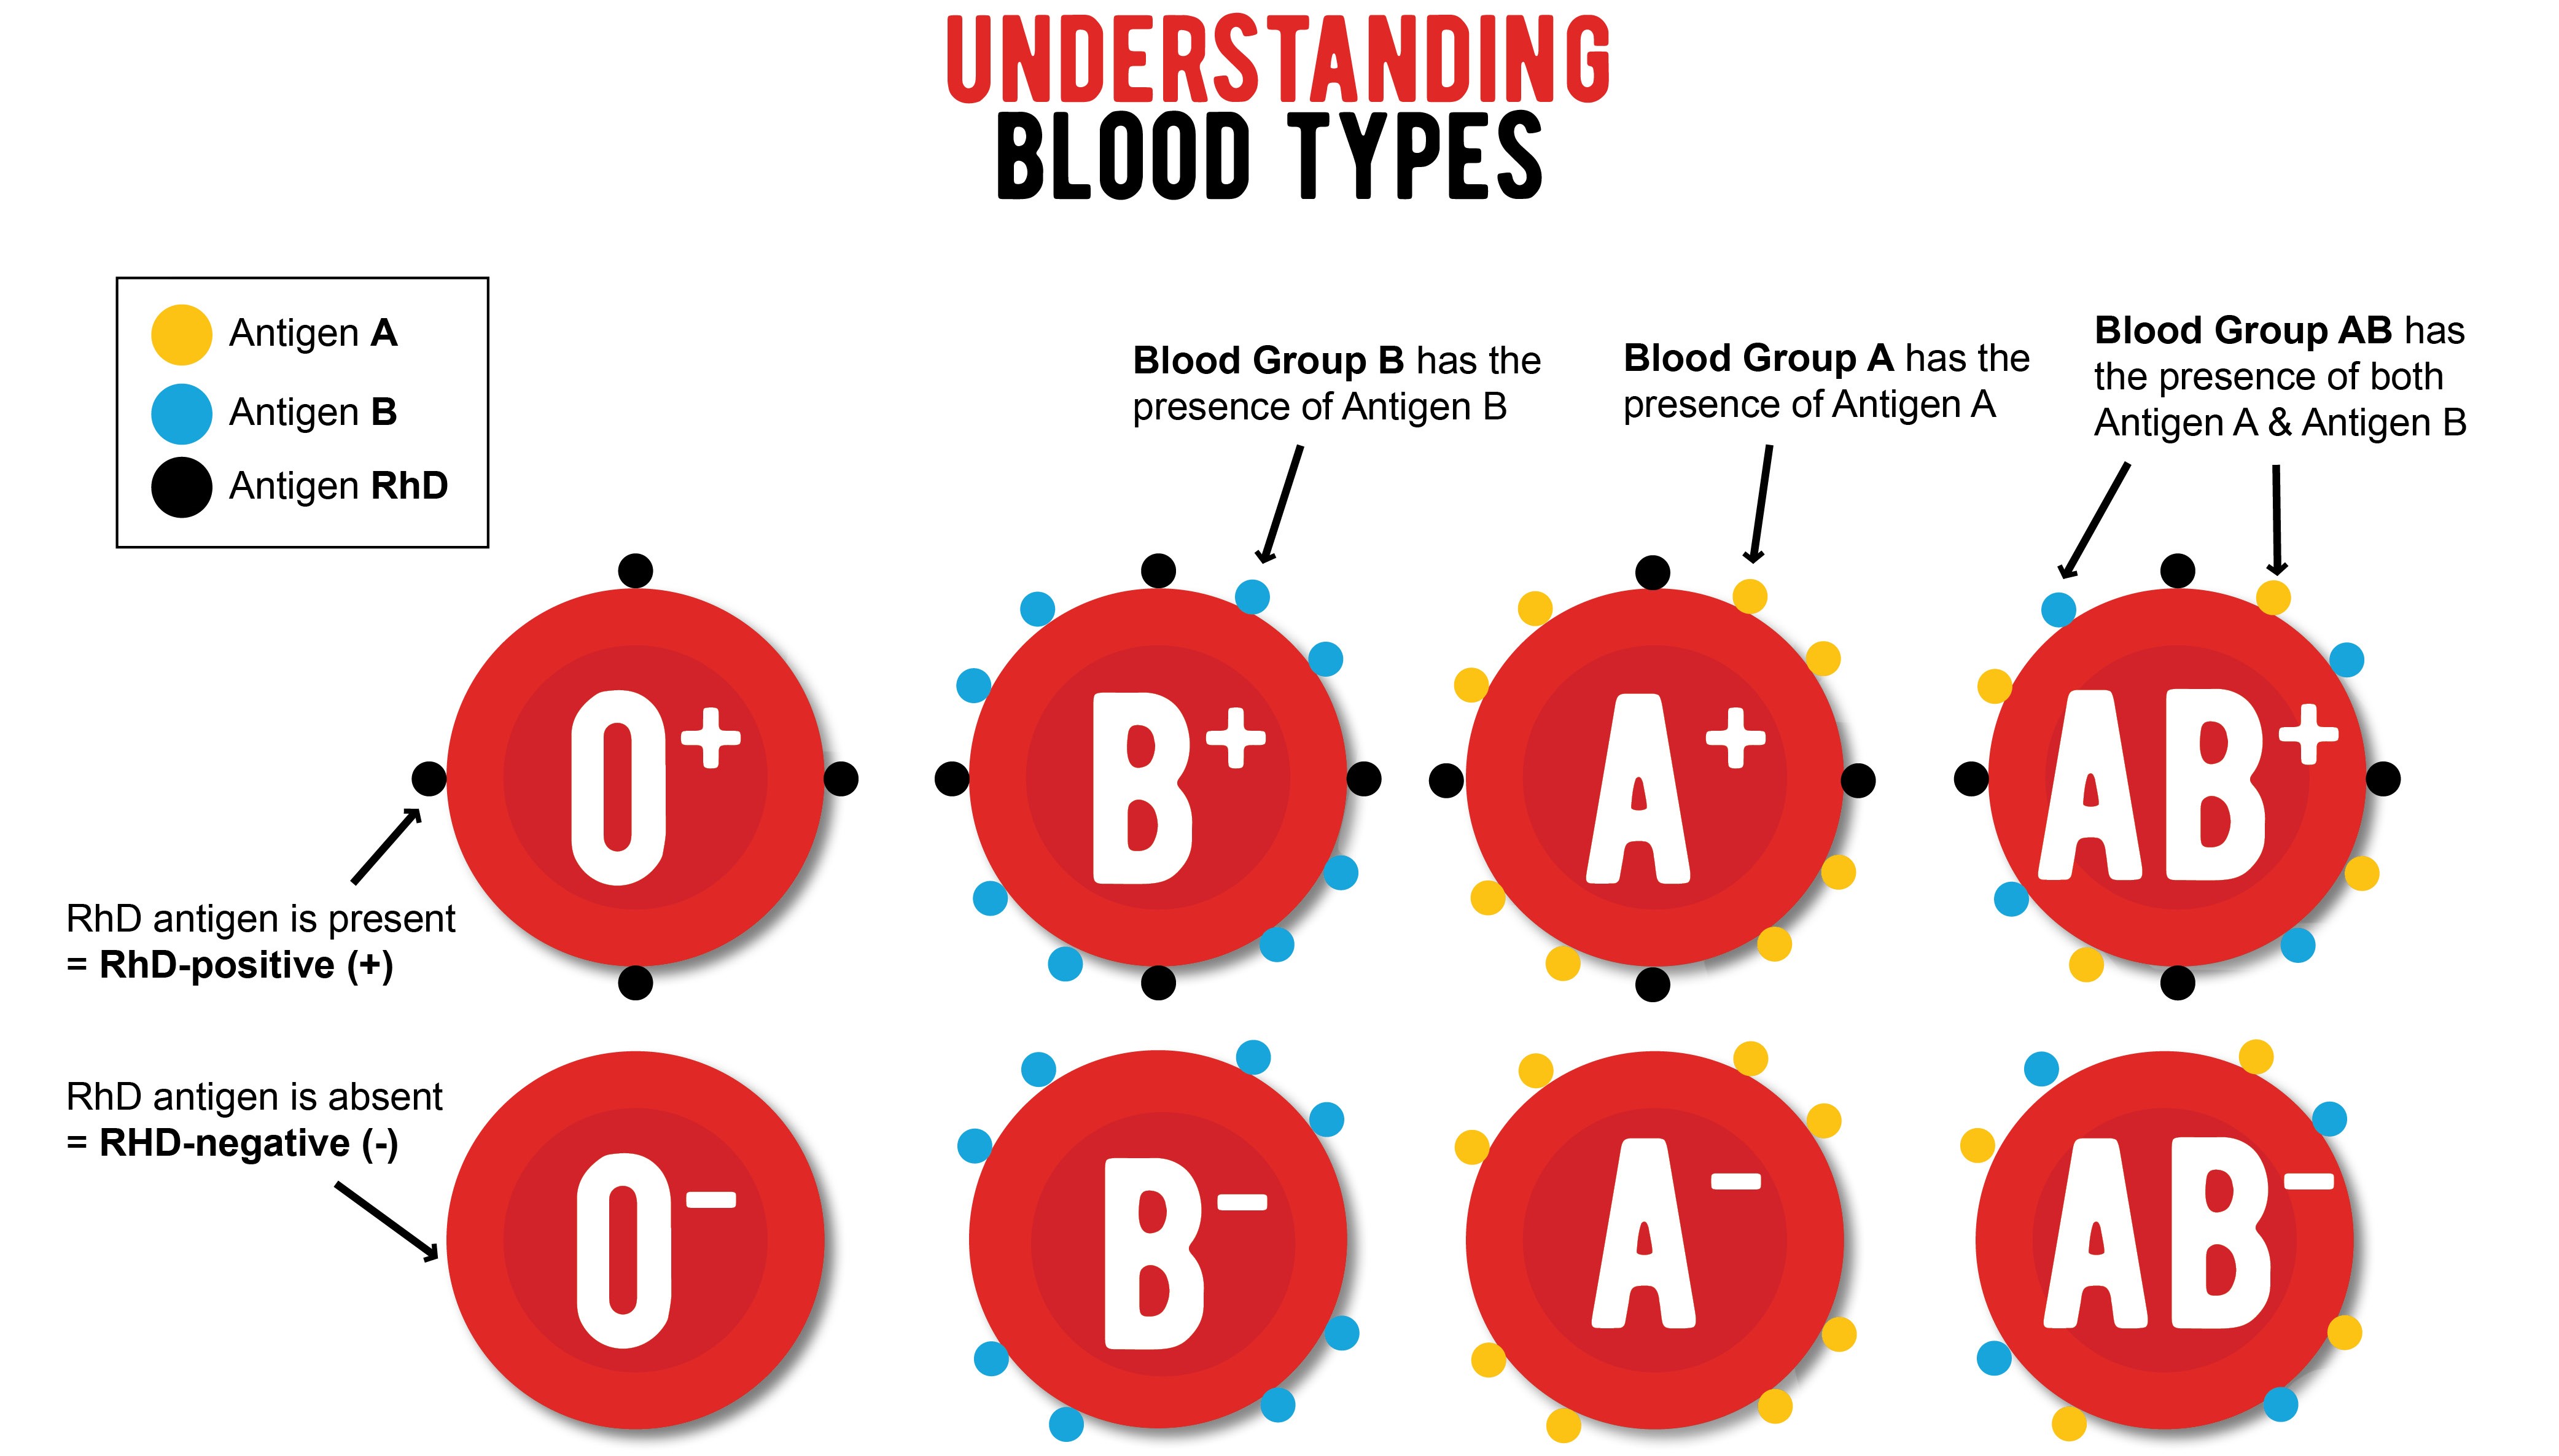 UNDERSTANDING
BLOOD TYPES
Antigen A
Antigen B
Antigen RhD
Blood Group B has the
presence of Antigen B
Blood Group A has the
presence of Antigen A
Blood Group AB has
the presence of both
Antigen A & Antigen B
O+
B+
A+
AB+
RhD antigen is present
= RhD-positive (+)
RhD antigen is absent
= RHD-negative (-)
O-
B-
A-
AB-